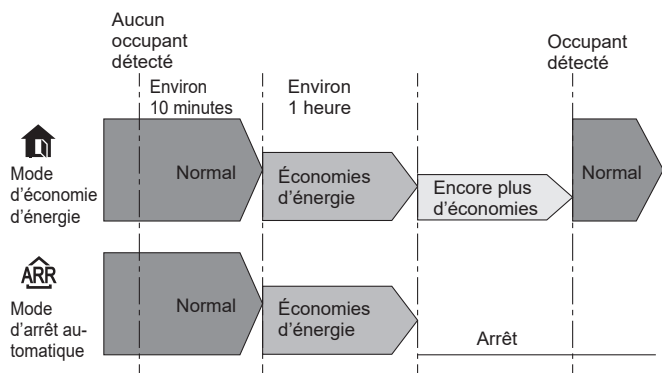 Aucun
occupant
détecté
Occupant
détecté
Environ
10 minutes
Environ
1 heure
Mode
d'économie
d'énergie
Normal
Économies
d'énergie
Encore plus
d'économies
Normal
ARR
Mode
d'arrêt au-
tomatique
Normal
Économies
d'énergie
Arrêt